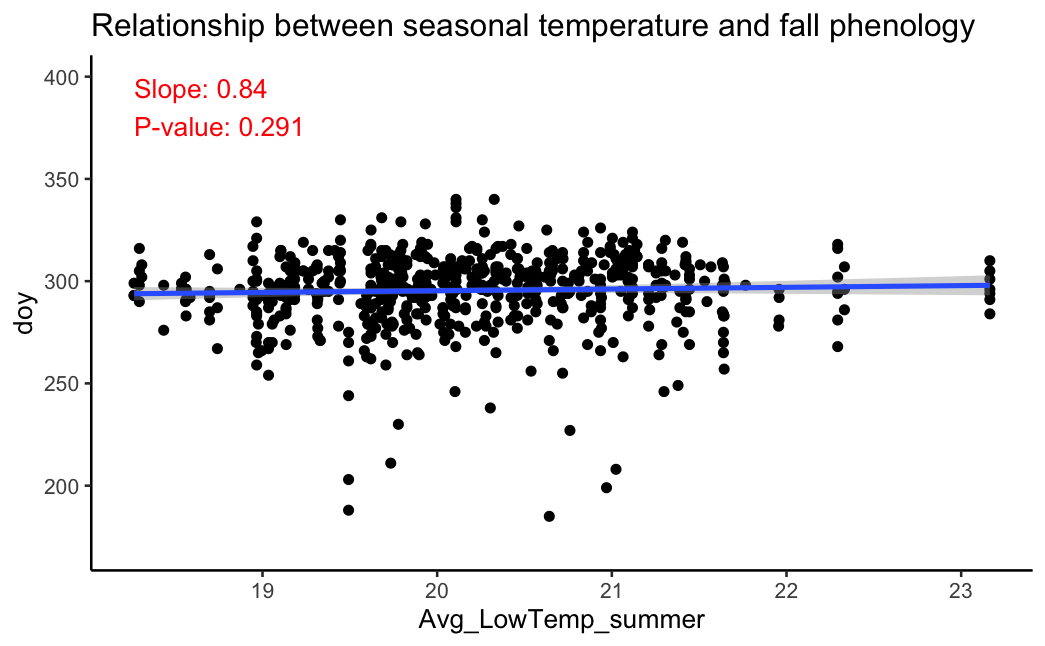 Relationship between seasonal temperature and fall phenology
Slope: 0.84
P-value: 0.291
400
350
300
250
200
doy
19 20 21 22 23
Avg_LowTemp_summer